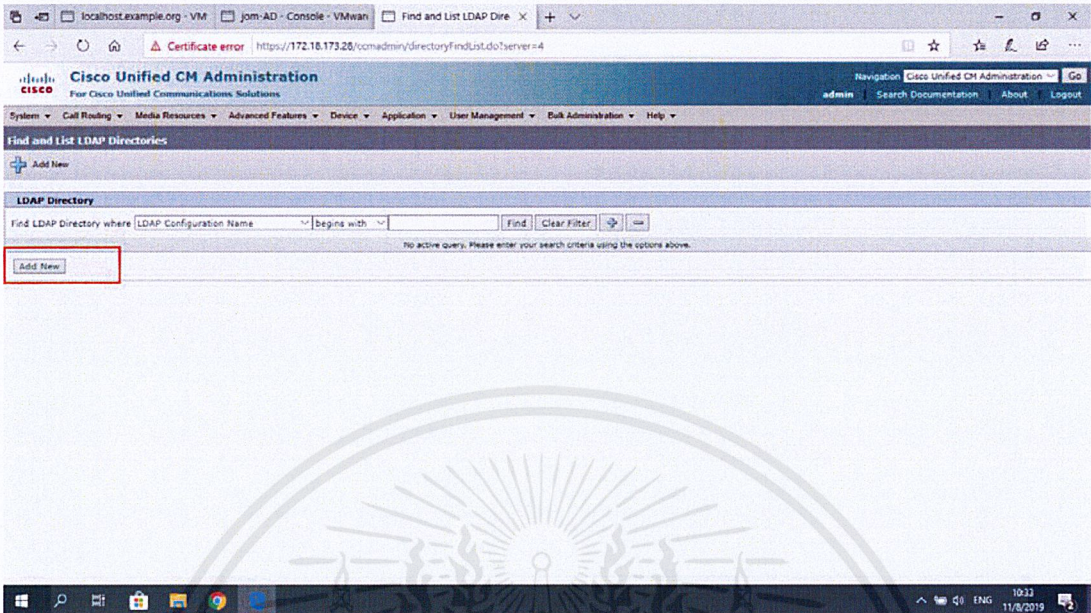 localhost.example.org - VM
jom-AD - Console - VMwan
Find and List LDAP Dire
Certificate error
https://172.18.173.28/ccmadmin/directoryFindList.do?server=4
CISCO
Cisco Unified CM Administration
For Cisco Unified Communications Solutions
Navigation Cisco Unified CM Administration Go
admin | Search Documentation | About | Logout
System Call Routing Media Resources Advanced Features Device Application User Management Bulk Administration Help
Find and List LDAP Directories
Add New
LDAP Directory
Find LDAP Directory where LDAP Configuration Name begins with Find Clear Filter
No active query. Please enter your search criteria using the options above.
Add New
ENG
10:33
11/8/2019